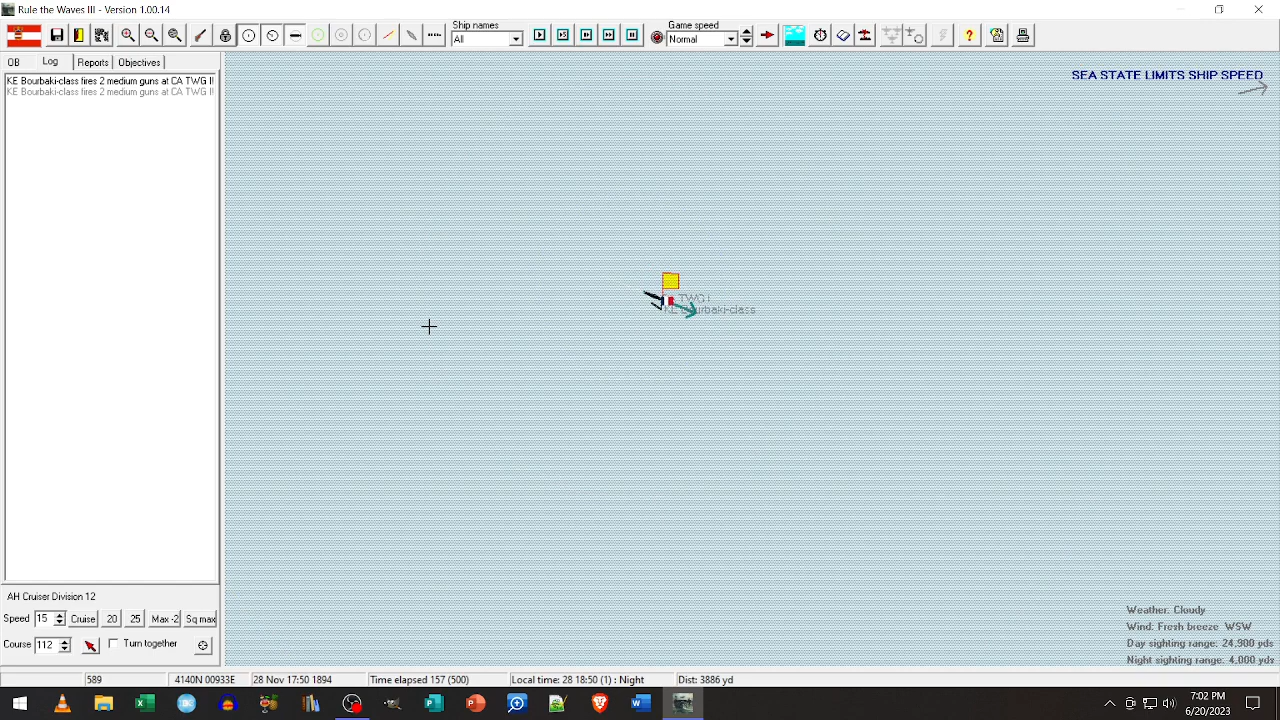 Rule the Waves III - Version 1.00.14
Ship names
All
Game speed
Normal
OB Log Reports Objectives
KE Bourbaki-class fires 2 medium guns at CA TWG I!
KE Bourbaki-class fires 2 medium guns at CA TWG I!
SEA STATE LIMITS SHIP SPEED
TWG I
KE Bourbaki-class
AH Cruiser Division 12
Speed 15 Cruise 20 25 Max -2 Sq max
Course 112 Turn together
Weather: Cloudy
Wind: Fresh breeze WSW
Day sighting range: 24,900 yds
Night sighting range: 4,000 yds
589 4140N 00933E 28 Nov 17:50 1894 Time elapsed 157 (500) Local time: 28 18:50 (1) : Night Dist: 3886 yd
7:02 PM
6/20/2023